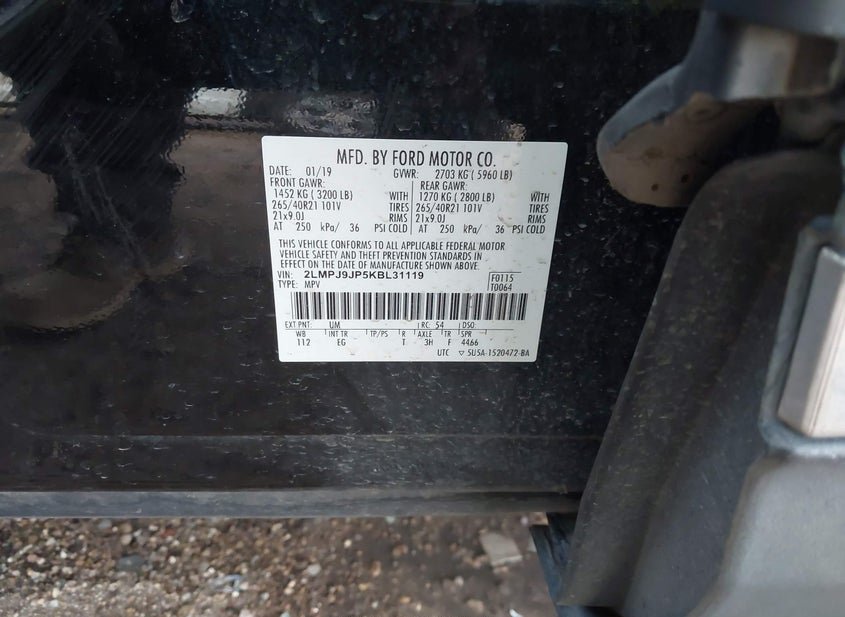 MFD. BY FORD MOTOR CO.
DATE: 01/19 GVWR: 2703 KG ( 5960 LB)
FRONT GAWR: REAR GAWR:
1452 KG ( 3200 LB) WITH 1270 KG ( 2800 LB) WITH
265/40R21 101V TIRES 265/40R21 101V TIRES
21x9.0J RIMS 21x9.0J RIMS
AT 250 kPa/ 36 PSI COLD AT 250 kPa/ 36 PSI COLD
THIS VEHICLE CONFORMS TO ALL APPLICABLE FEDERAL MOTOR
VEHICLE SAFETY AND THEFT PREVENTION STANDARDS IN
EFFECT ON THE DATE OF MANUFACTURE SHOWN ABOVE.
VIN: 2LMPJ9JP5KBL31119 F0115
TYPE: MPV T0064
EXT PNT: UM RC: 54 DSO:
WB INT TR TP/PS R AXLE TR SPR
112 EG T 3H F 4466
UTC ▽ 5U5A-1520472-BA